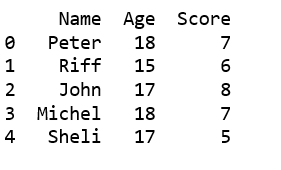 Name  Age  Score
0   Peter   18      7
1    Riff   15      6
2    John   17      8
3  Michel   18      7
4   Sheli   17      5